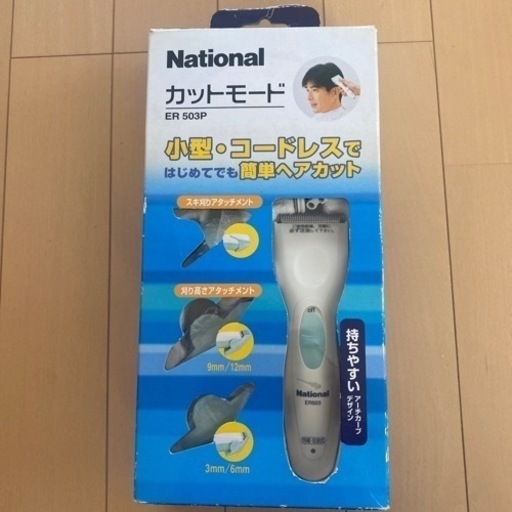 National
カットモード
ER 503P
小型・コードレスで
はじめてでも簡単ヘアカット
スキ刈りアタッチメント
刈り高さアタッチメント
9mm/12mm
3mm/6mm
National
ER503
持ちやすい
アーチカーブ
デザイン